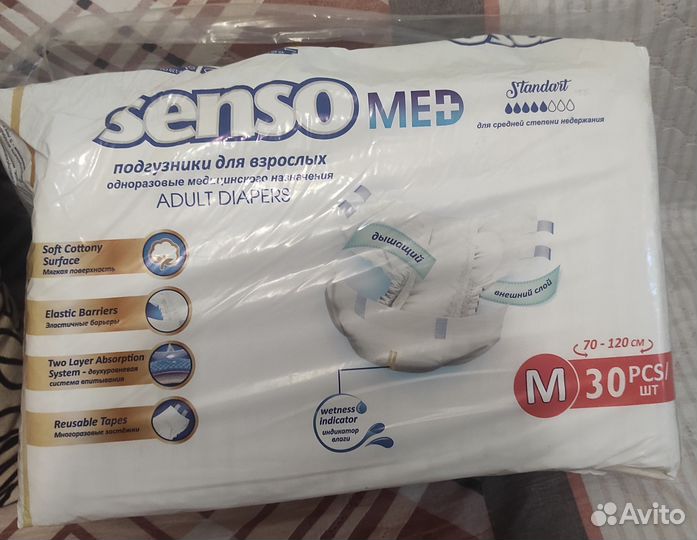 senso MED
Standart
для средней степени недержания
подгузники для взрослых
одноразовые медицинского назначения
ADULT DIAPERS
Soft Cottony
Surface
Мягкая поверхность
Elastic Barriers
Эластичные барьеры
Two Layer Absorption
System - двухуровневая
система впитывания
Reusable Tapes
Многоразовые застёжки
дышащий
внешний слой
wetness
indicator
индикатор
влаги
70 - 120 СМ
M 30 PCS/
ШТ
Avito